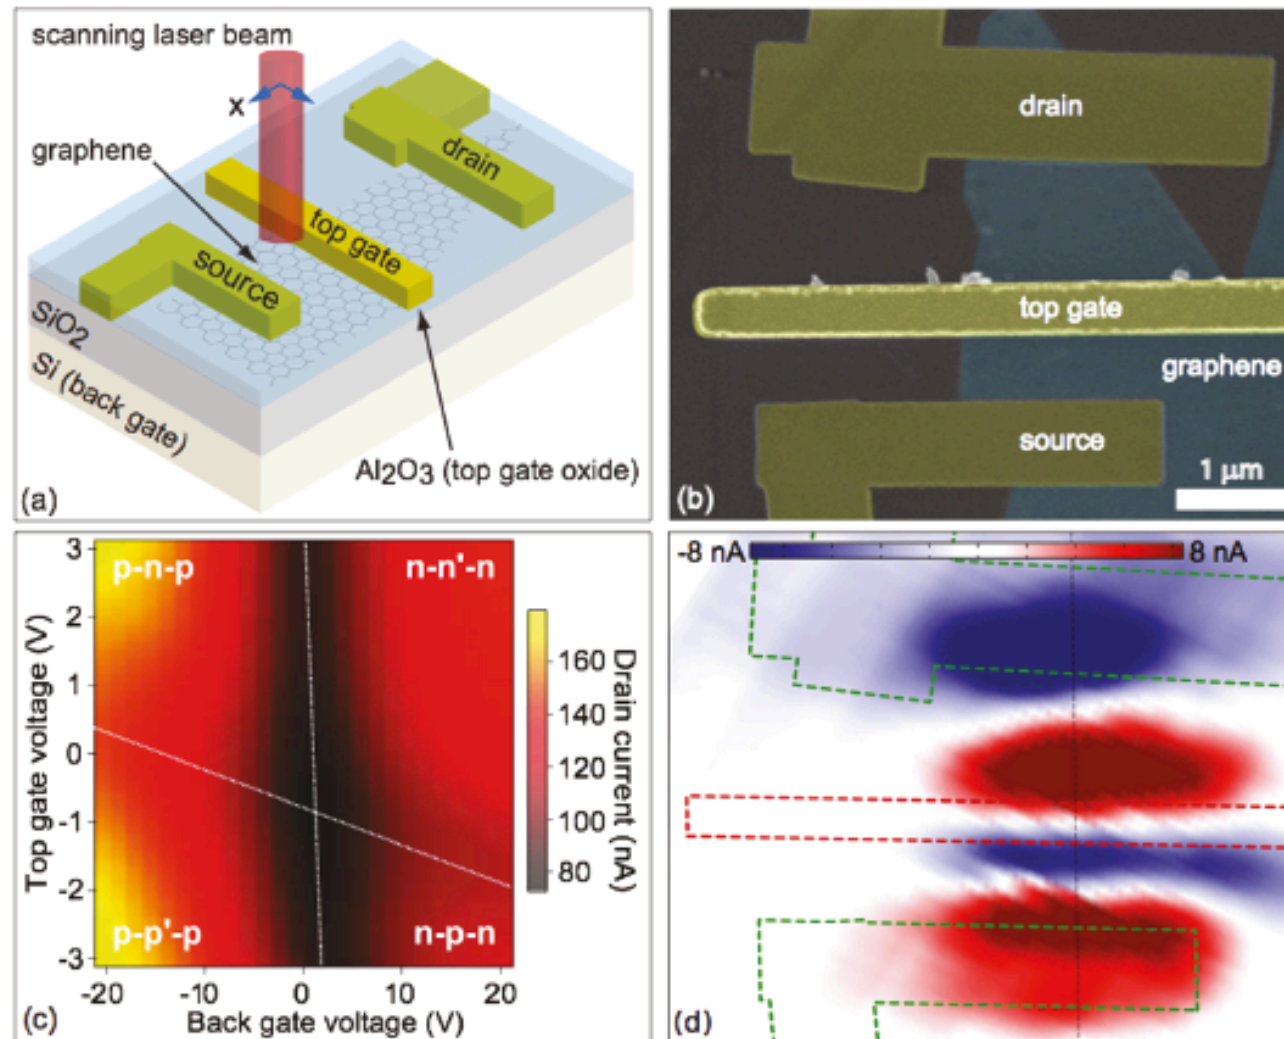 scanning laser beam
X
graphene
drain
top gate
source
SiO2
Si (back gate)
Al2O3 (top gate oxide)
(a)
drain
top gate
graphene
source
1 μm
(b)
3
2
1
0
-1
-2
-3
Top gate voltage (V)
p-n-p
n-n'-n
p-p'-p
n-p-n
-20
-10
0
10
20
Back gate voltage (V)
160
140
120
100
80
Drain current (nA)
(c)
-8 nA
8 nA
(d)